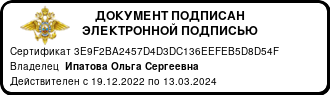 ДОКУМЕНТ ПОДПИСАН
ЭЛЕКТРОННОЙ ПОДПИСЬЮ
Сертификат 3E9F2BA2457D4D3DC136EEFEB5D8D54F
Владелец Ипатова Ольга Сергеевна
Действителен с 19.12.2022 по 13.03.2024